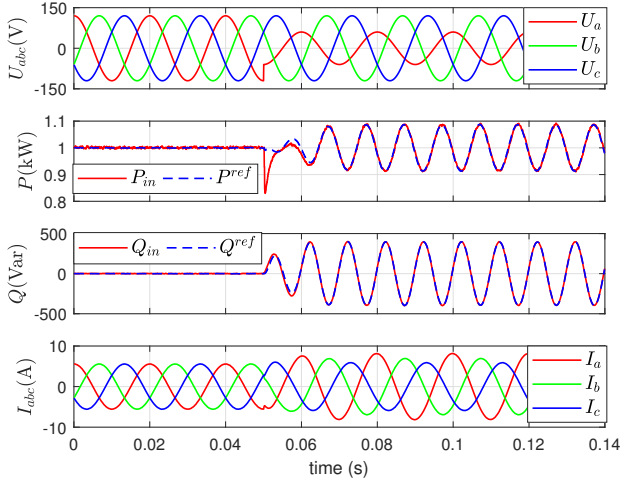 U_abc(V)
150
0
-150
U_a
U_b
U_c
P(kW)
1.1
1
0.9
0.8
P_in P^ref
Q(Var)
500
0
-500
Q_in Q^ref
I_abc(A)
10
0
-10
I_a
I_b
I_c
0 0.02 0.04 0.06 0.08 0.1 0.12 0.14
time (s)